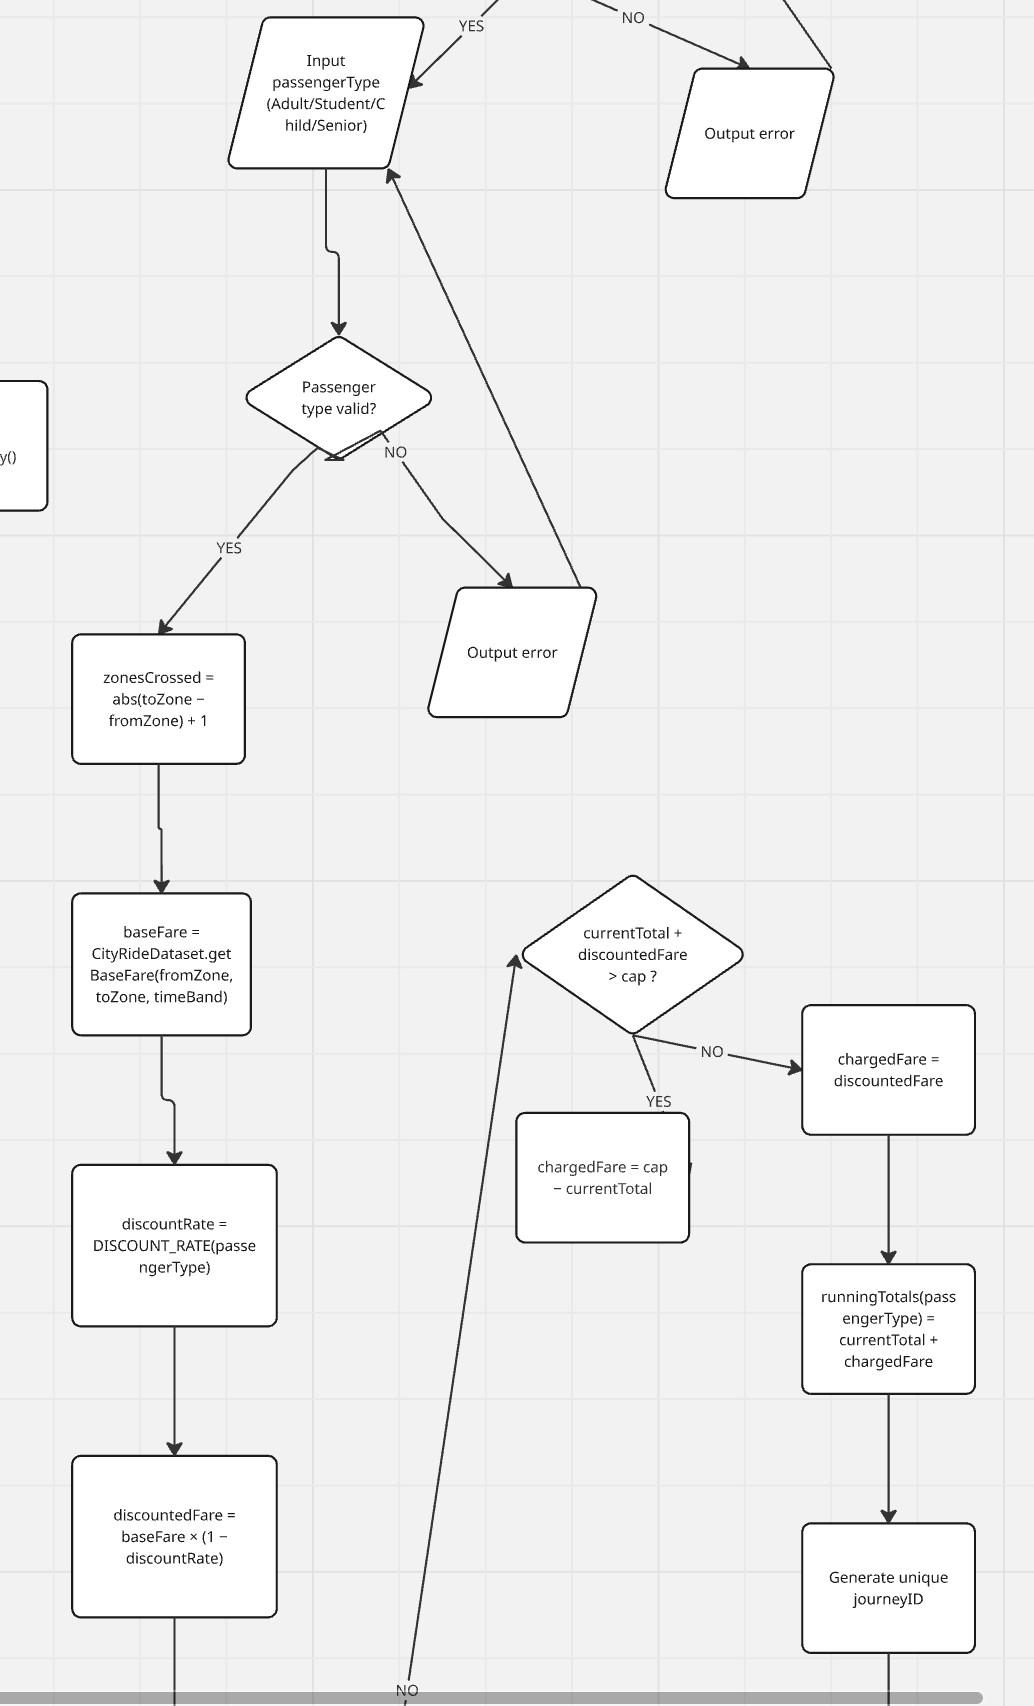 YES
NO
Input
passengerType
(Adult/Student/C
hild/Senior)
Output error
Passenger
type valid?
y()
NO
YES
Output error
zonesCrossed =
abs(toZone −
fromZone) + 1
baseFare =
CityRideDataset.get
BaseFare(fromZone,
toZone, timeBand)
currentTotal +
discountedFare
> cap ?
NO
YES
chargedFare =
discountedFare
chargedFare = cap
− currentTotal
discountRate =
DISCOUNT_RATE(passe
ngerType)
runningTotals(pass
engerType) =
currentTotal +
chargedFare
discountedFare =
baseFare × (1 −
discountRate)
Generate unique
journeyID
NO